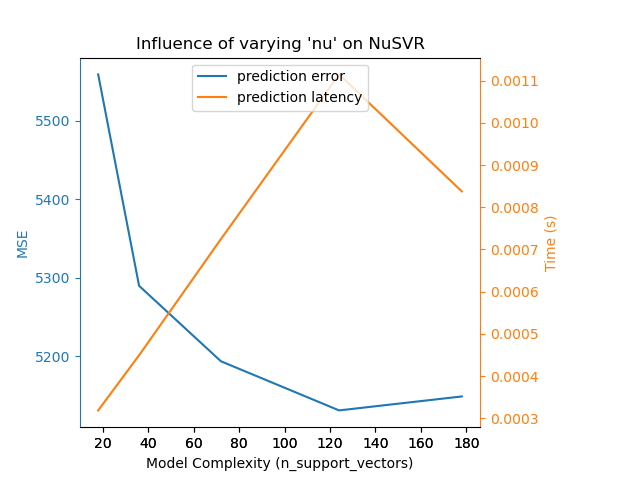 Influence of varying 'nu' on NuSVR
prediction error
prediction latency
5500
5400
5300
5200
MSE
0.0011
0.0010
0.0009
0.0008
0.0007
0.0006
0.0005
0.0004
0.0003
Time (s)
20 40 60 80 100 120 140 160 180
Model Complexity (n_support_vectors)